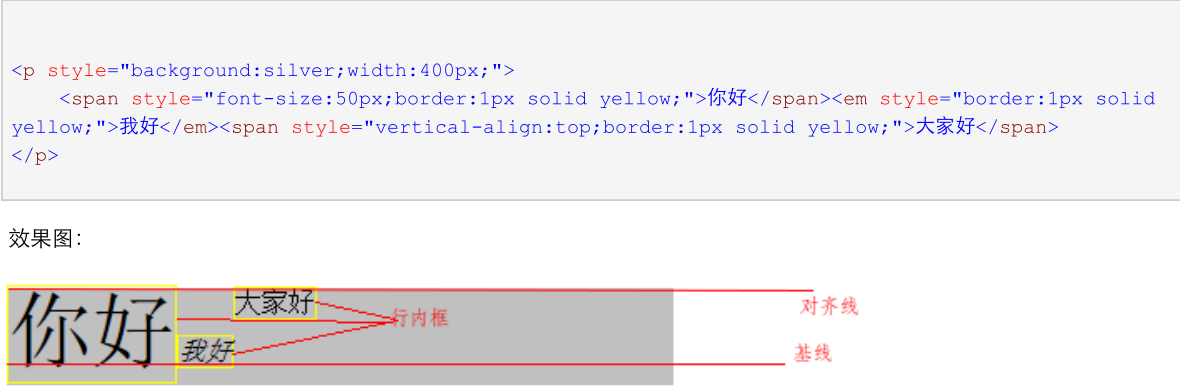 <p style="background:silver;width:400px;">
<span style="font-size:50px;border:1px solid yellow;">你好</span><em style="border:1px solid
yellow;">我好</em><span style="vertical-align:top;border:1px solid yellow;">大家好</span>
</p>
效果图：
你好
大家好
我好
行内框
对齐线
基线